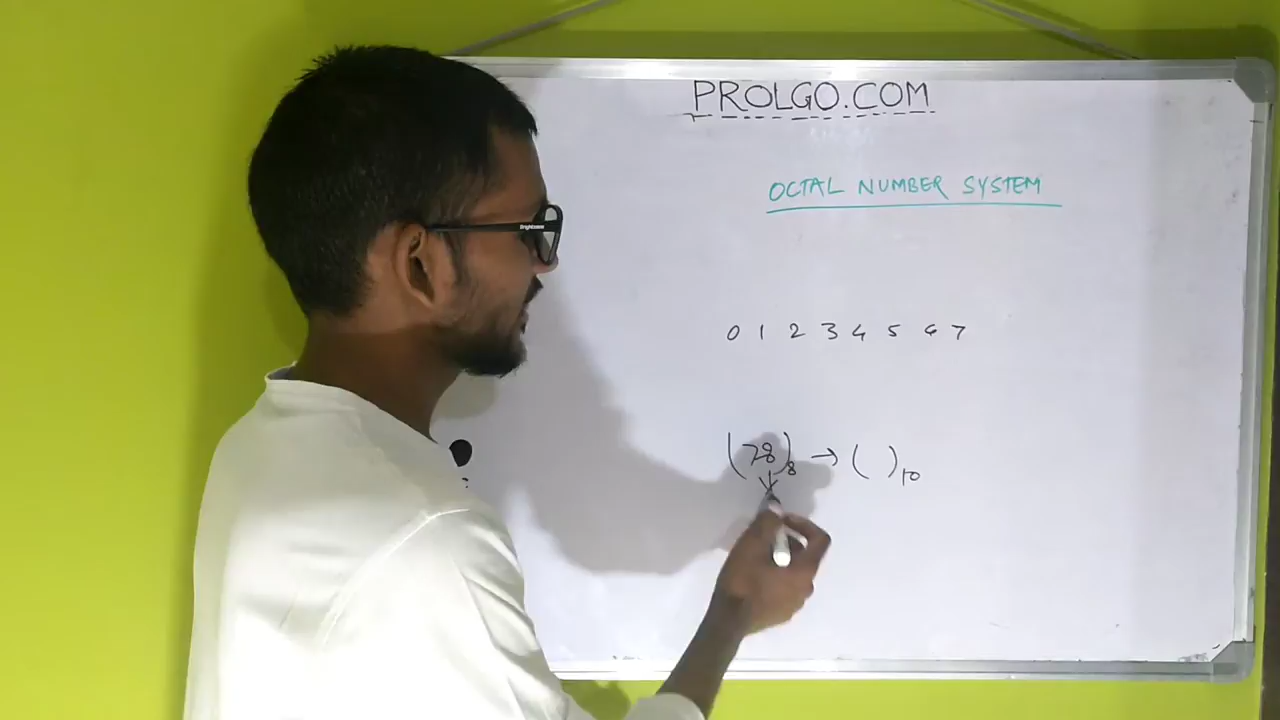 PROLGO.COM
OCTAL NUMBER SYSTEM
0 1 2 3 4 5 6 7
(78)₈ → ( )₁₀